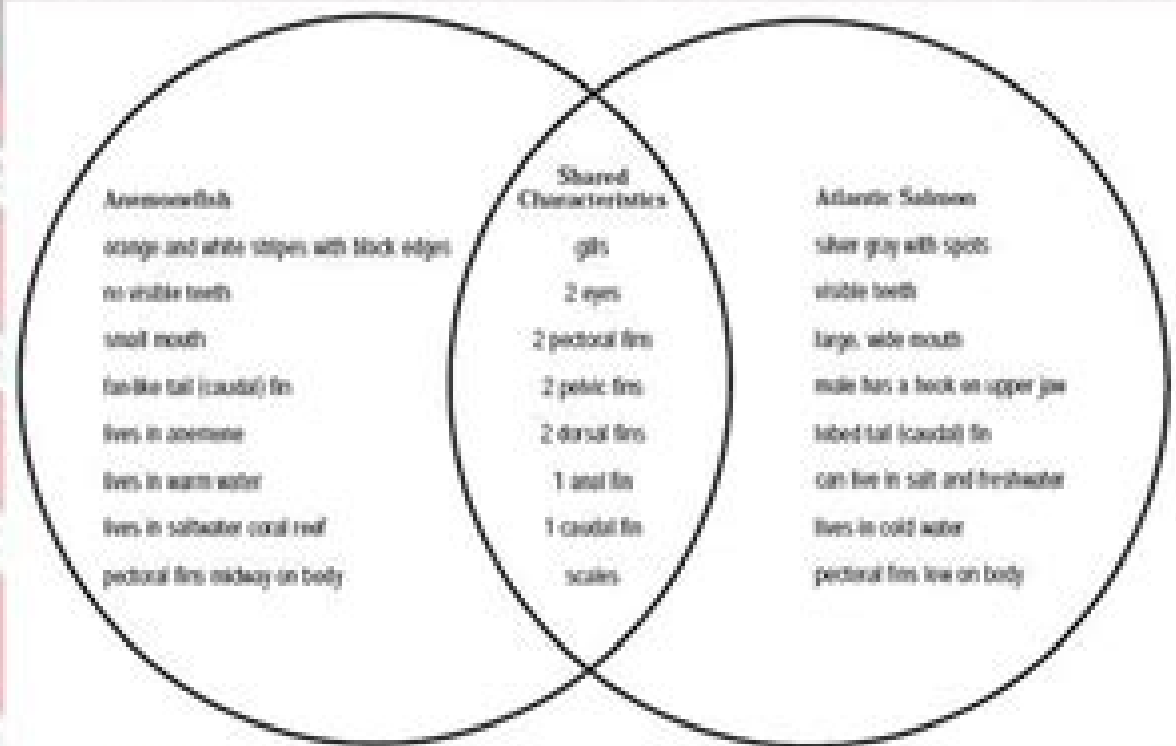 Anemonefish
orange and white stripes with black edges
no visible teeth
small mouth
fan-like tail (caudal) fin
lives in anemone
lives in warm water
lives in saltwater coral reef
pectoral fins midway on body
Shared
Characteristics
gills
2 eyes
2 pectoral fins
2 pelvic fins
2 dorsal fins
1 anal fin
1 caudal fin
scales
Atlantic Salmon
silver gray with spots
visible teeth
large, wide mouth
male has a hook on upper jaw
lobed tail (caudal) fin
can live in salt and freshwater
lives in cold water
pectoral fins low on body